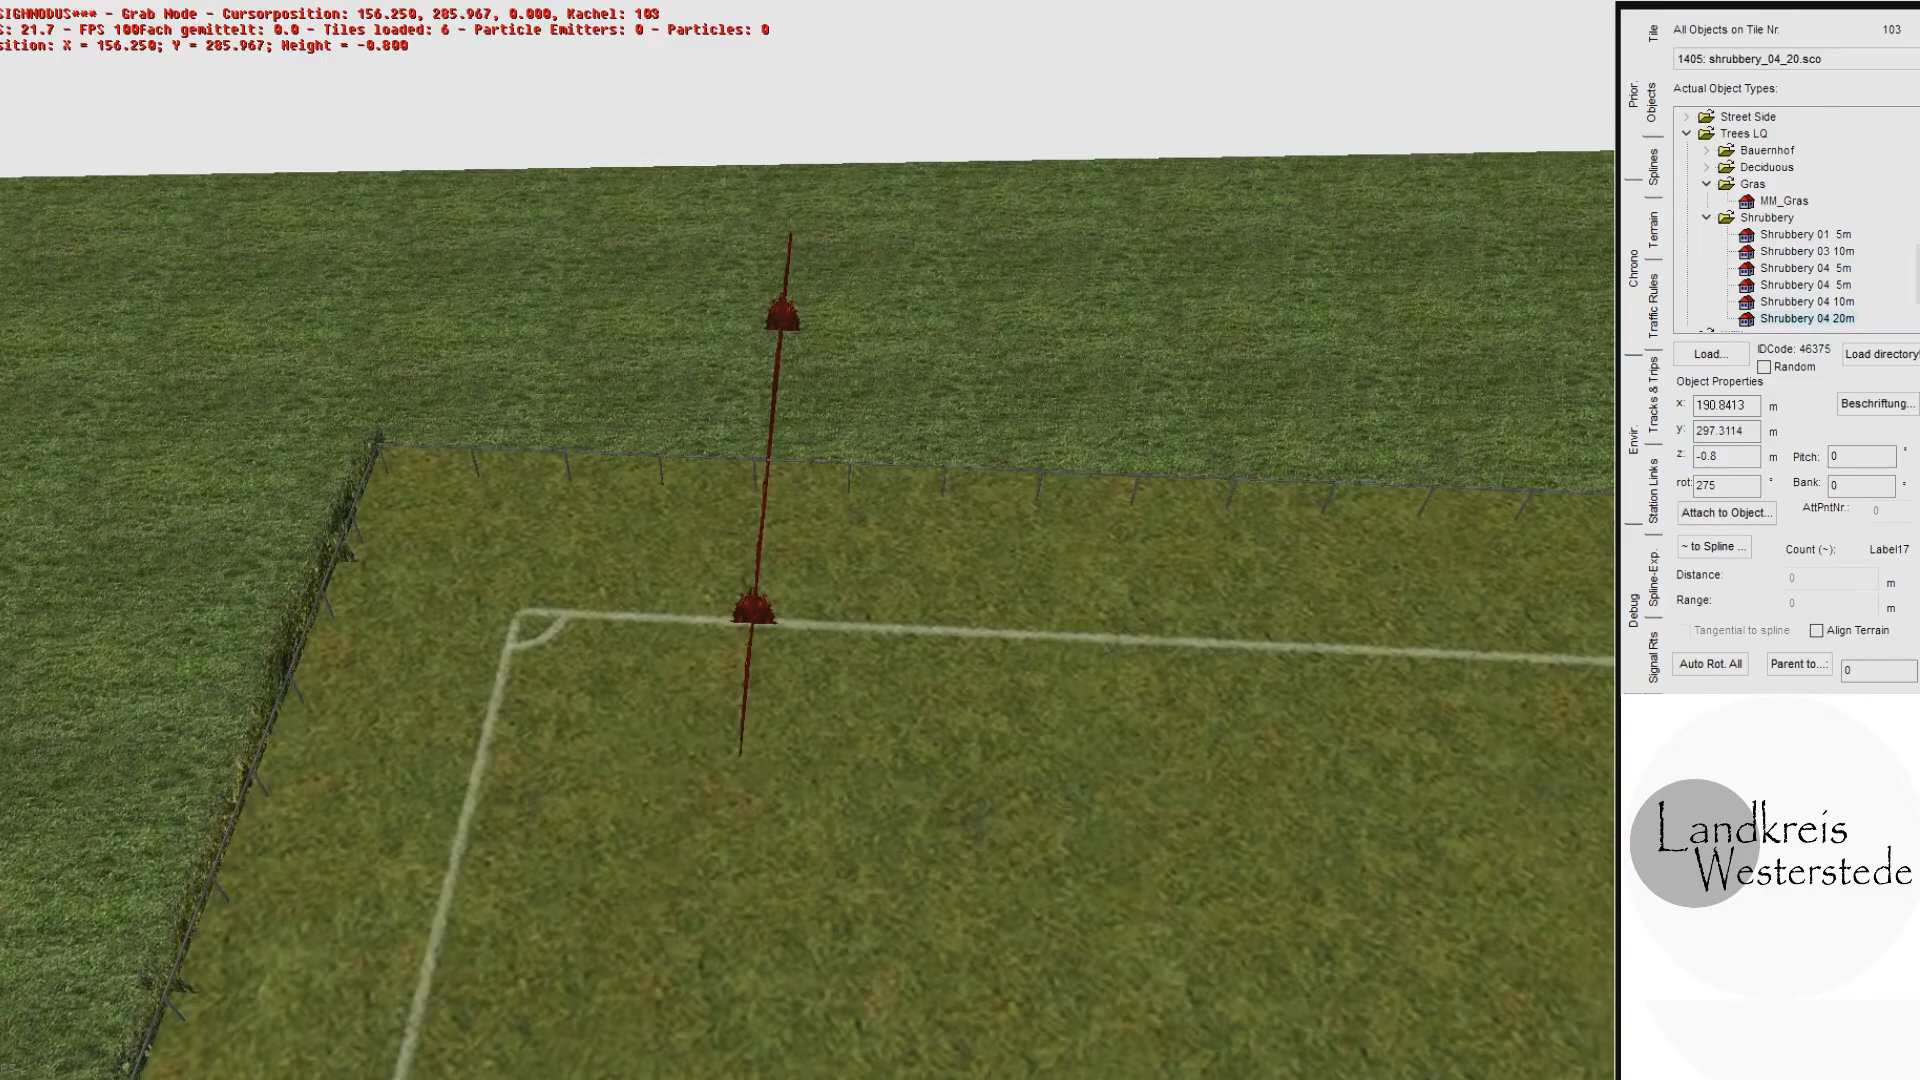 SIGNMODUS*** - Grab Mode - Cursorposition: 156.250, 285.967, 0.000, Kachel: 103
S: 21.7 - FPS 100fach gemittelt: 0.0 - Tiles loaded: 6 - Particle Emitters: 0 - Particles: 0
sition: X = 156.250; Y = 285.967; Height = -0.800
Tile
Prior.
Objects
Splines
Chrono
Terrain
Traffic Rules
Envir.
Tracks & Trips
Station Links
Debug
Spline-Exp.
Signal Rts
All Objects on Tile Nr. 103
1405: shrubbery_04_20.sco
Actual Object Types:
Street Side
Trees LQ
Bauernhof
Deciduous
Gras
MM_Gras
Shrubbery
Shrubbery 01 5m
Shrubbery 03 10m
Shrubbery 04 5m
Shrubbery 04 5m
Shrubbery 04 10m
Shrubbery 04 20m
Load... IDCode: 46375 Load directory!
Random
Object Properties
x: 190.8413 m Beschriftung...
y: 297.3114 m
z: -0.8 m Pitch: 0 °
rot: 275 ° Bank: 0 °
Attach to Object... AttPntNr.: 0
~ to Spline ... Count (~): Label17
Distance: 0 m
Range: 0 m
Tangential to spline Align Terrain
Auto Rot. All Parent to...: 0
Landkreis
Westerstede